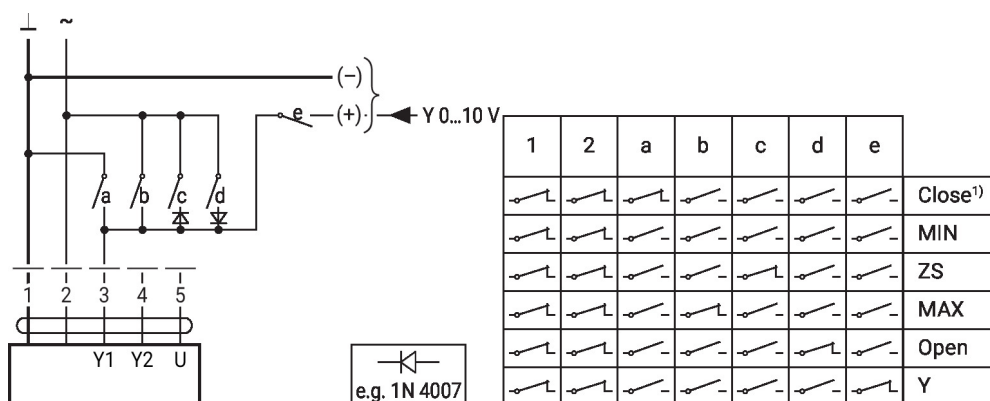 ⊥ ~
(–)
e (+) Y 0...10 V
a b c d
1 2 3 4 5
Y1 Y2 U
e.g. 1N 4007
1 2 a b c d e
Close¹⁾
MIN
ZS
MAX
Open
Y